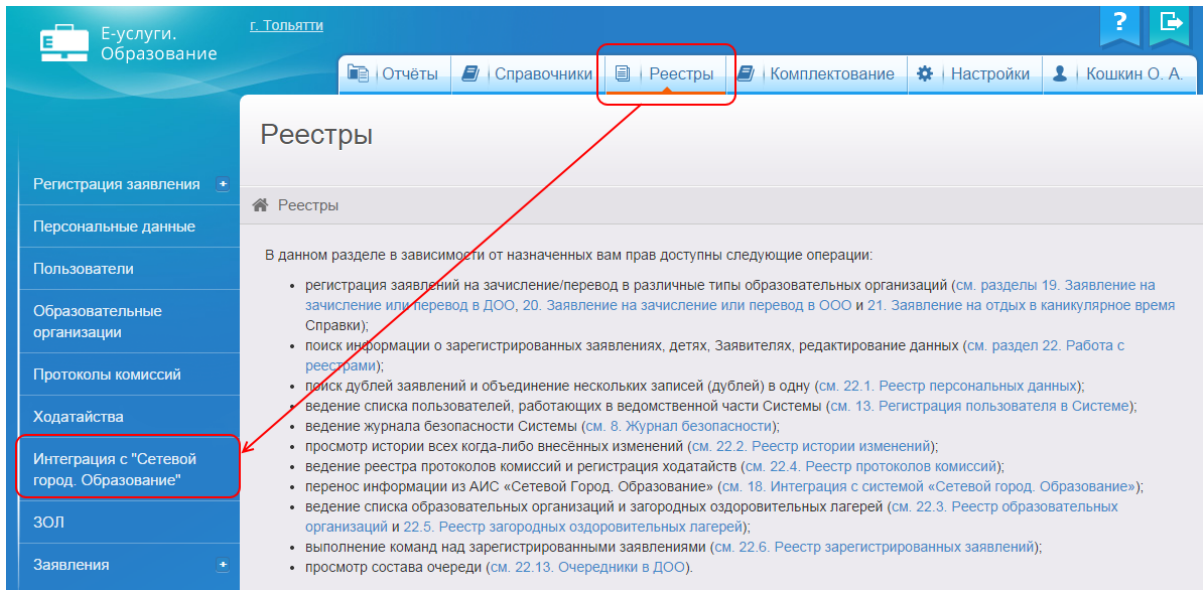 Е-услуги.
Образование
г. Тольятти
?
Отчёты | Справочники | Реестры | Комплектование | Настройки | Кошкин О. А.
Реестры
Регистрация заявления
Персональные данные
Пользователи
Образовательные
организации
Протоколы комиссий
Ходатайства
Интеграция с "Сетевой
город. Образование"
ЗОЛ
Заявления
Реестры
В данном разделе в зависимости от назначенных вам прав доступны следующие операции:
• регистрация заявлений на зачисление/перевод в различные типы образовательных организаций (см. разделы 19. Заявление на
зачисление или перевод в ДОО, 20. Заявление на зачисление или перевод в ООО и 21. Заявление на отдых в каникулярное время
Справки);
• поиск информации о зарегистрированных заявлениях, детях, Заявителях, редактирование данных (см. раздел 22. Работа с
реестрами);
• поиск дублей заявлений и объединение нескольких записей (дублей) в одну (см. 22.1. Реестр персональных данных);
• ведение списка пользователей, работающих в ведомственной части Системы (см. 13. Регистрация пользователя в Системе);
• ведение журнала безопасности Системы (см. 8. Журнал безопасности);
• просмотр истории всех когда-либо внесённых изменений (см. 22.2. Реестр истории изменений);
• ведение реестра протоколов комиссий и регистрация ходатайств (см. 22.4. Реестр протоколов комиссий);
• перенос информации из АИС «Сетевой Город. Образование» (см. 18. Интеграция с системой «Сетевой город. Образование»);
• ведение списка образовательных организаций и загородных оздоровительных лагерей (см. 22.3. Реестр образовательных
организаций и 22.5. Реестр загородных оздоровительных лагерей);
• выполнение команд над зарегистрированными заявлениями (см. 22.6. Реестр зарегистрированных заявлений);
• просмотр состава очереди (см. 22.13. Очередники в ДОО).